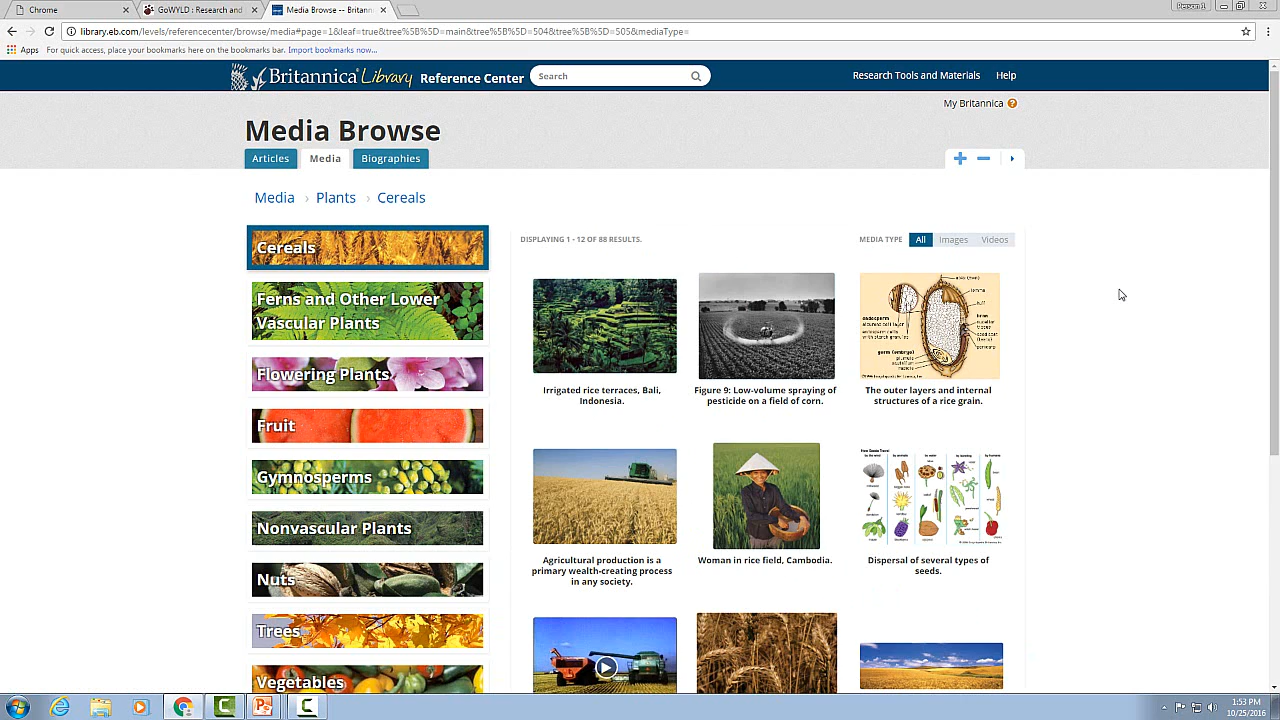 Chrome
GoWYLD : Research and
Media Browse -- Britann
Person 1
library.eb.com/levels/referencecenter/browse/media#page=1&leaf=true&tree%5B%5D=main&tree%5B%5D=504&tree%5B%5D=505&mediaType=
Apps For quick access, place your bookmarks here on the bookmarks bar. Import bookmarks now...
Britannica Library Reference Center
Search
Research Tools and Materials Help
My Britannica ?
Media Browse
Articles Media Biographies
Media › Plants › Cereals
Cereals
Ferns and Other Lower
Vascular Plants
Flowering Plants
Fruit
Gymnosperms
Nonvascular Plants
Nuts
Trees
Vegetables
DISPLAYING 1 - 12 OF 88 RESULTS.
MEDIA TYPE All Images Videos
Irrigated rice terraces, Bali,
Indonesia.
Figure 9: Low-volume spraying of
pesticide on a field of corn.
endosperm
germ (embryo)
The outer layers and internal
structures of a rice grain.
Agricultural production is a
primary wealth-creating process
in any society.
Woman in rice field, Cambodia.
Dispersal of several types of
seeds.
1:53 PM
10/25/2016